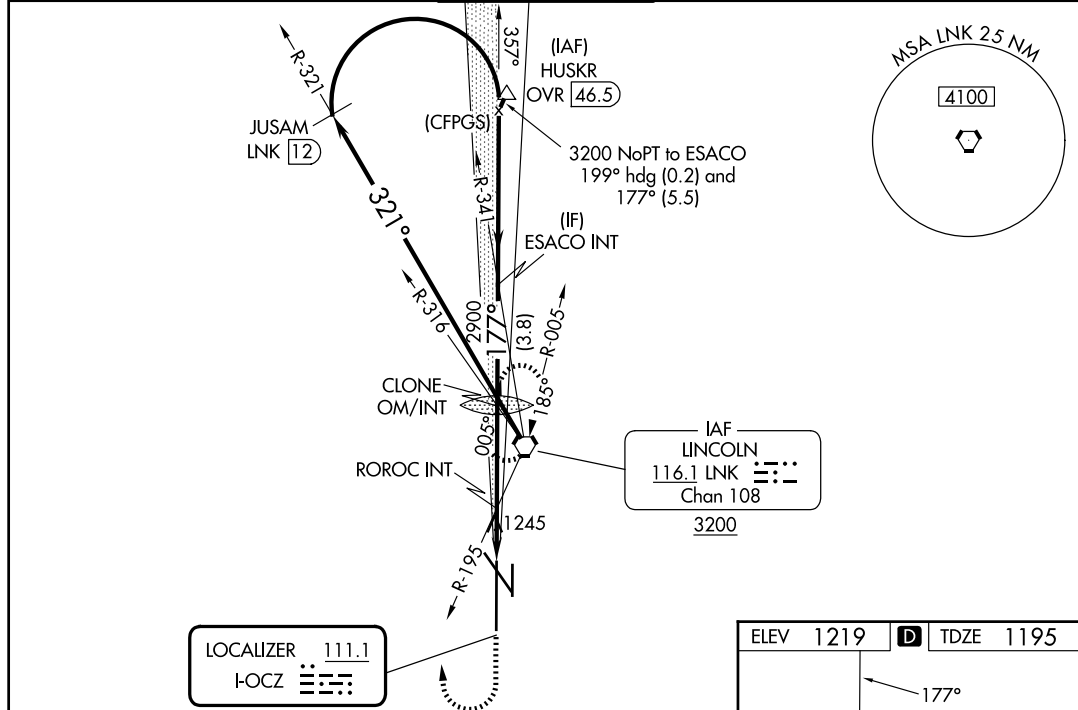 MSA LNK 25 NM
4100
R-321
357°
(IAF)
HUSKR
OVR 46.5
JUSAM
LNK 12
(CFPGS)
3200 NoPT to ESACO
199° hdg (0.2) and
177° (5.5)
R-341
321°
(IF)
ESACO INT
R-316
2900
177°
(3.8)
R-005
185°
CLONE
OM/INT
005°
IAF
LINCOLN
116.1 LNK
Chan 108
3200
ROROC INT
1245
R-195
LOCALIZER 111.1
I-OCZ
ELEV 1219 D TDZE 1195
177°